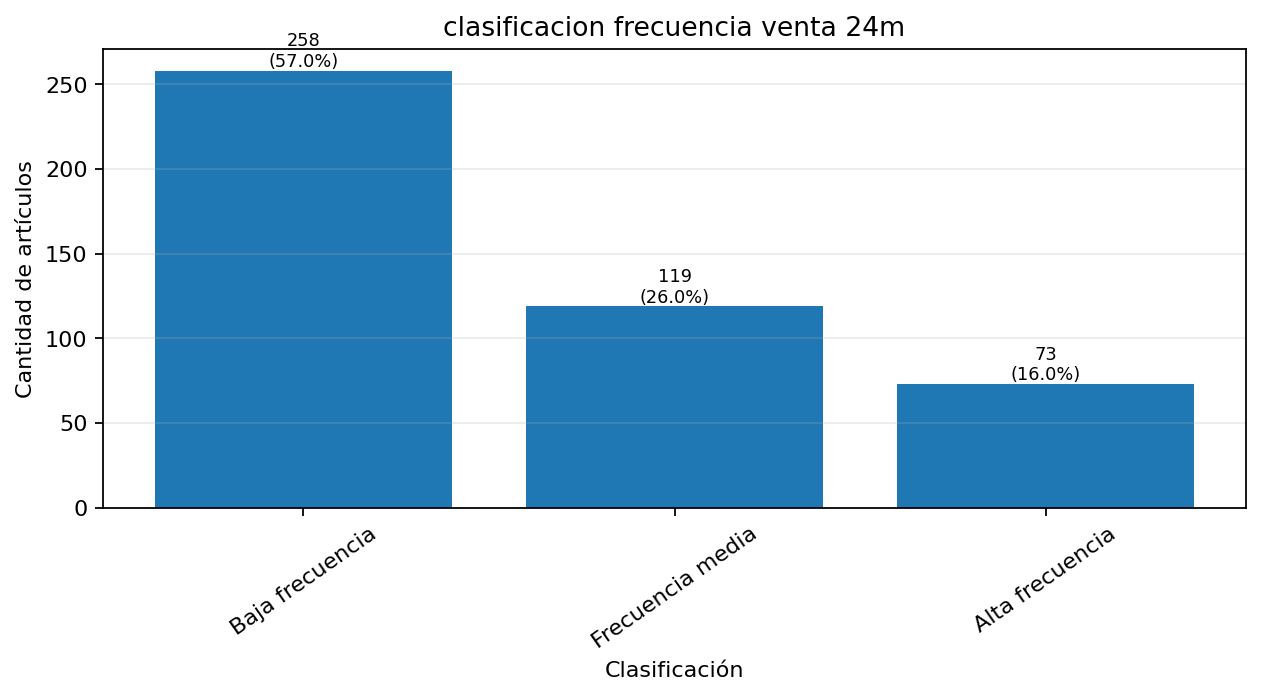 clasificacion frecuencia venta 24m
258
(57.0%)
119
(26.0%)
73
(16.0%)
Cantidad de artículos
250
200
150
100
50
0
Baja frecuencia
Frecuencia media
Alta frecuencia
Clasificación